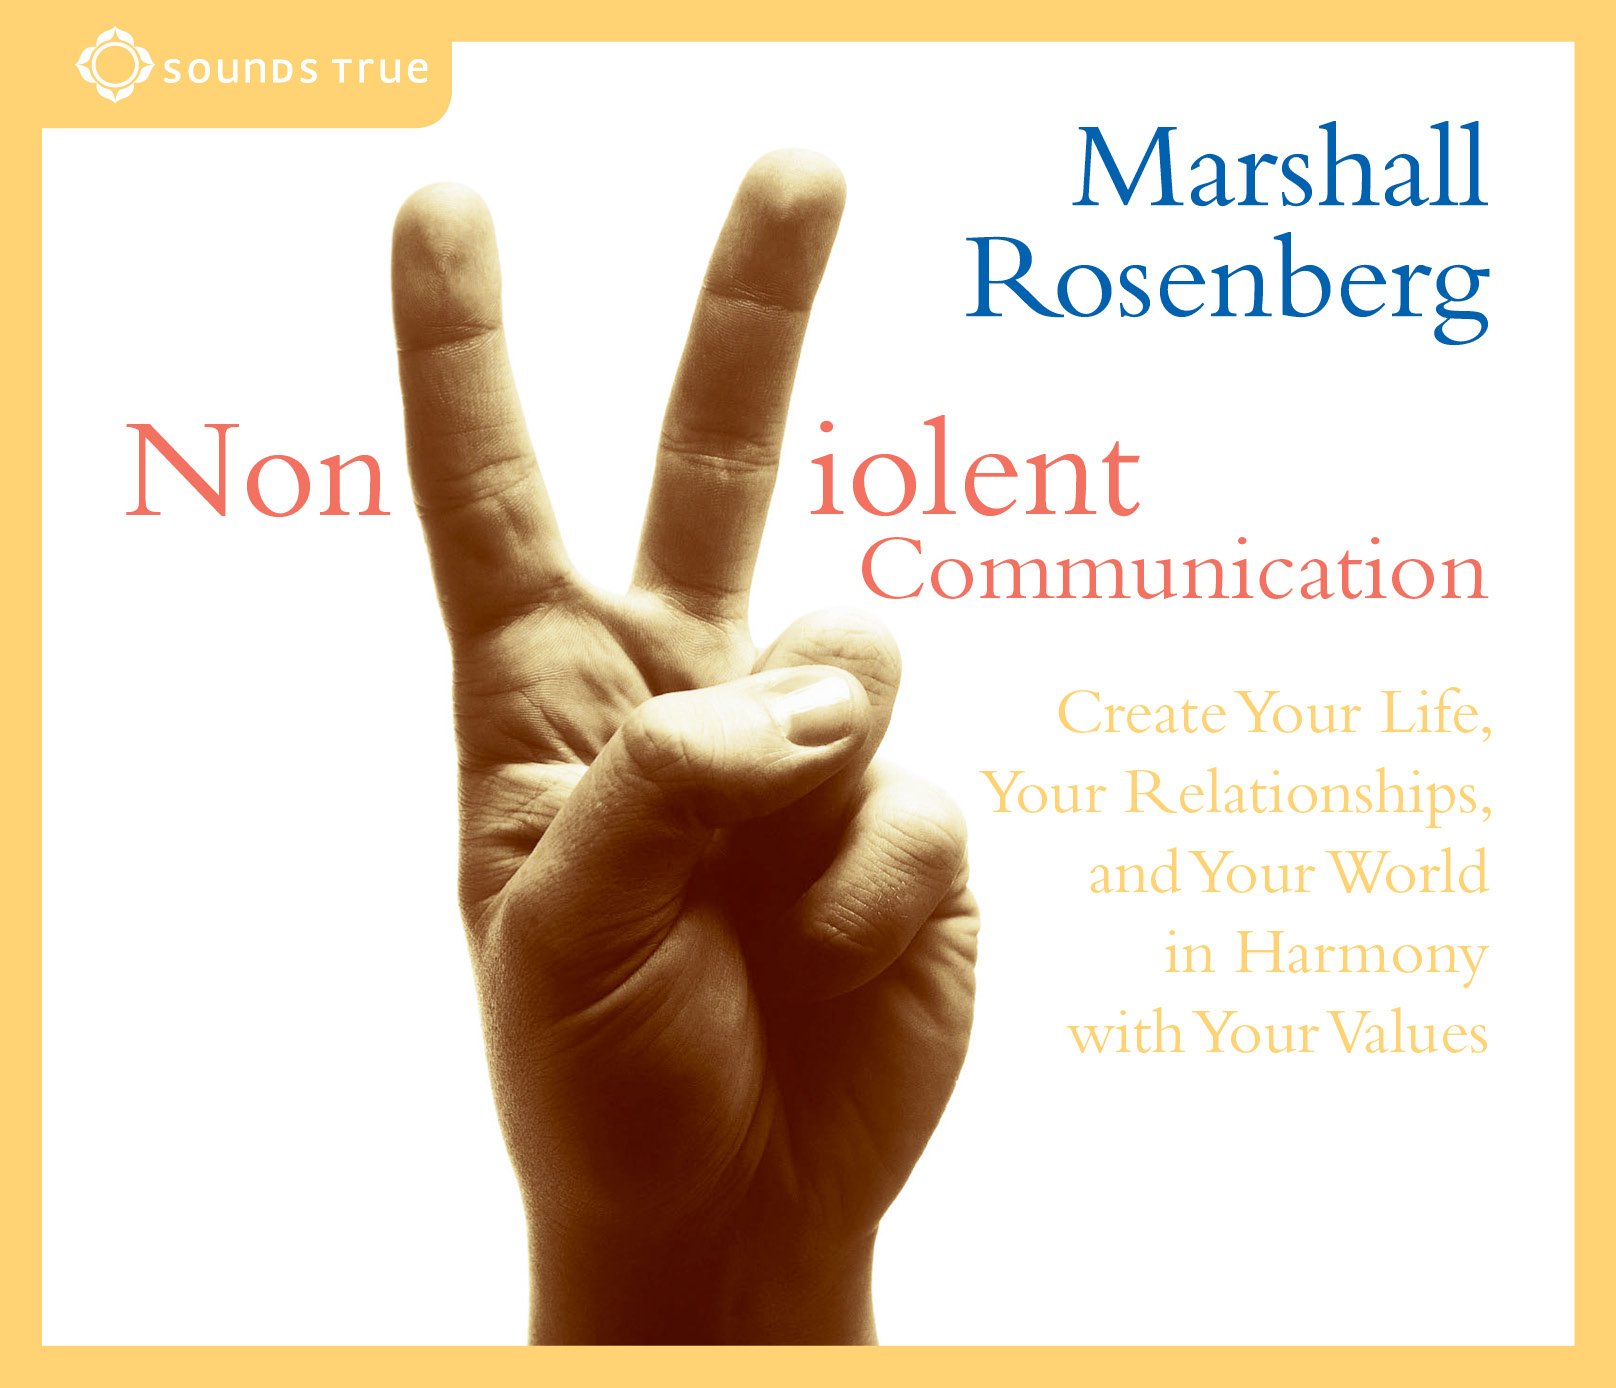 SOUNDS TRUE
Marshall
Rosenberg
Non iolent
Communication
Create Your Life,
Your Relationships,
and Your World
in Harmony
with Your Values